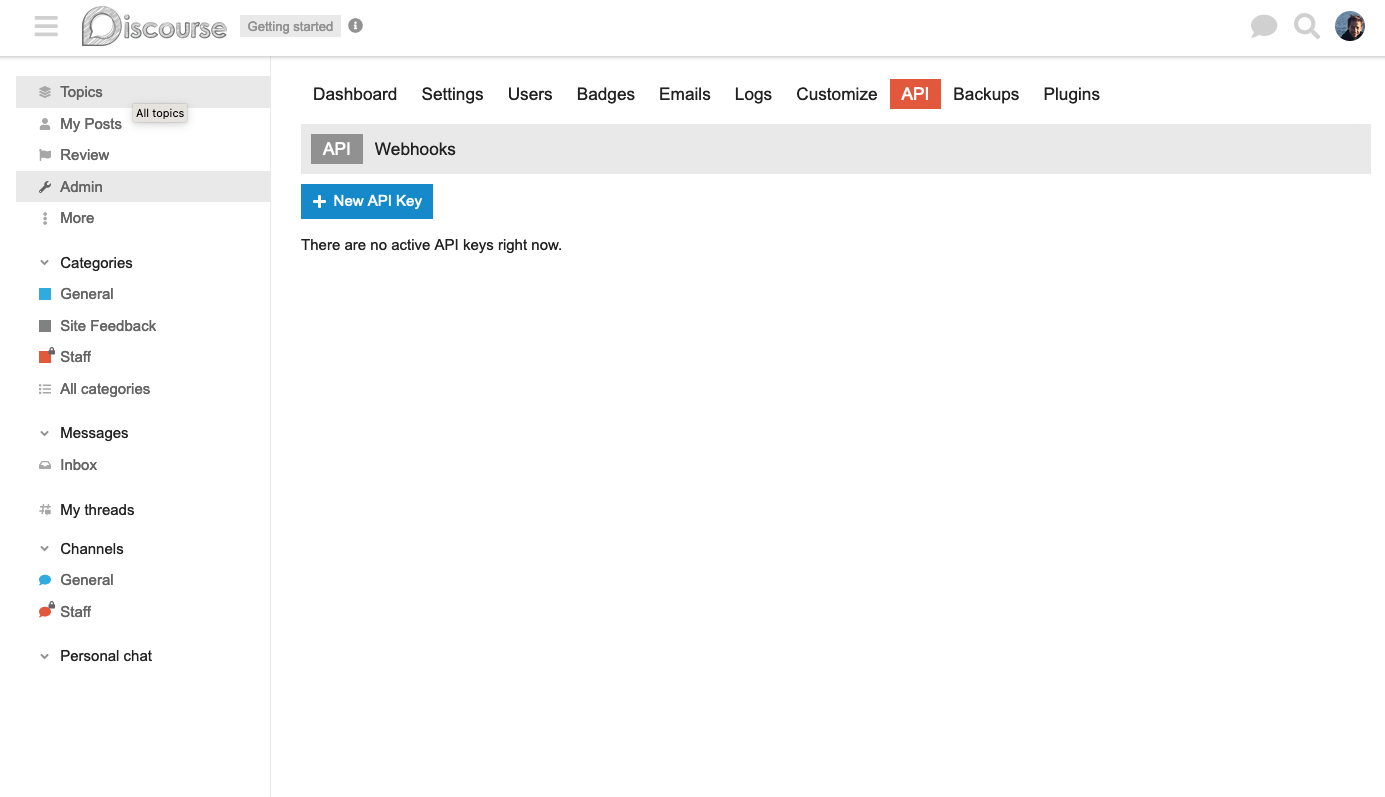 Discourse
Getting started
Topics
All topics
My Posts
Review
Admin
More
Categories
General
Site Feedback
Staff
All categories
Messages
Inbox
My threads
Channels
General
Staff
Personal chat
Dashboard Settings Users Badges Emails Logs Customize API Backups Plugins
API Webhooks
+ New API Key
There are no active API keys right now.